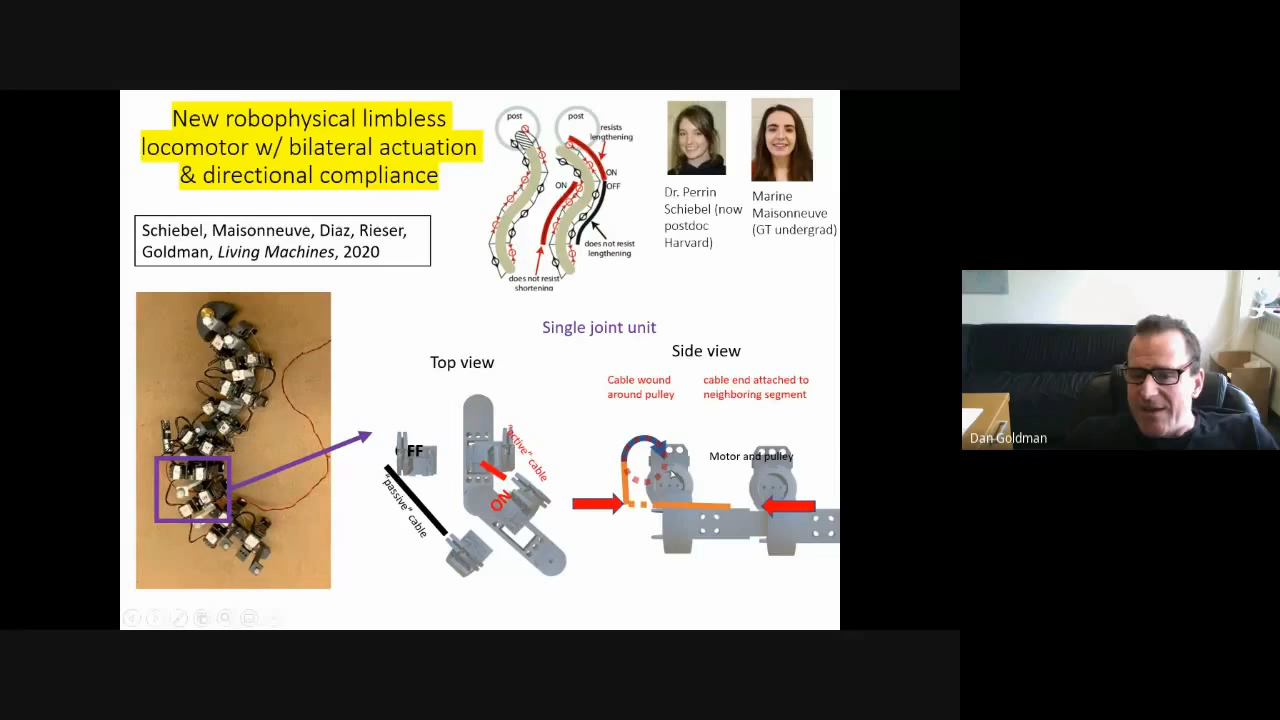 New robophysical limbless
locomotor w/ bilateral actuation
& directional compliance
Schiebel, Maisonneuve, Diaz, Rieser,
Goldman, Living Machines, 2020
post
post
resists
lengthening
ON
ON
OFF
does not resist
lengthening
does not resist
shortening
Dr. Perrin
Schiebel (now
postdoc
Harvard)
Marine
Maisonneuve
(GT undergrad)
Single joint unit
Top view
Side view
Cable wound
around pulley
cable end attached to
neighboring segment
OFF
"passive" cable
"active" cable
ON
Motor and pulley
Dan Goldman